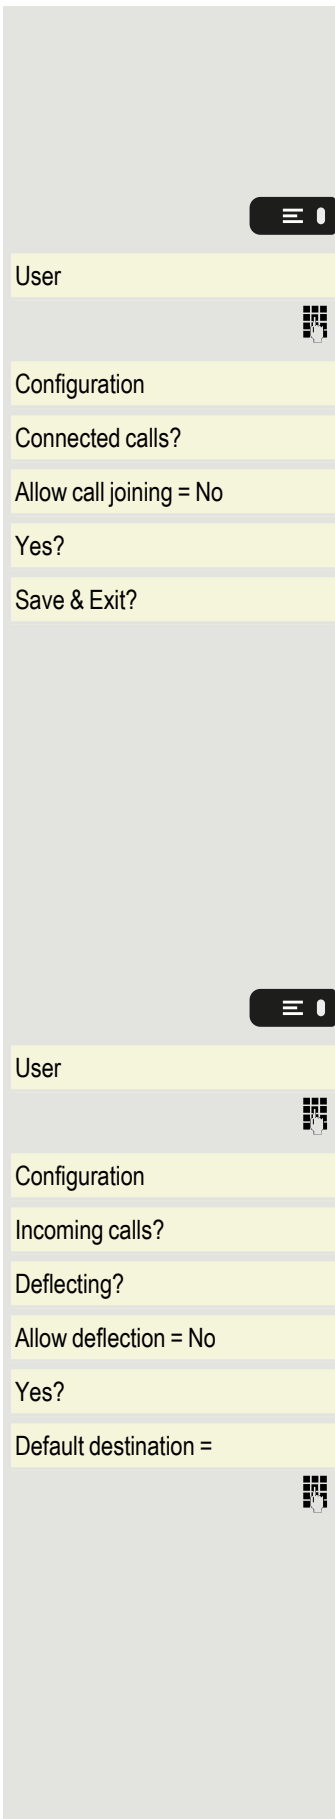 User
Configuration
Connected calls?
Allow call joining = No
Yes?
Save & Exit?
User
Configuration
Incoming calls?
Deflecting?
Allow deflection = No
Yes?
Default destination =